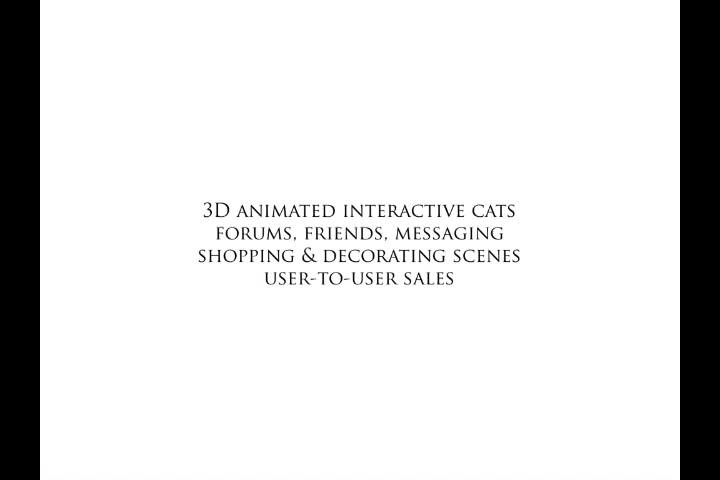 3D ANIMATED INTERACTIVE CATS
FORUMS, FRIENDS, MESSAGING
SHOPPING & DECORATING SCENES
USER-TO-USER SALES